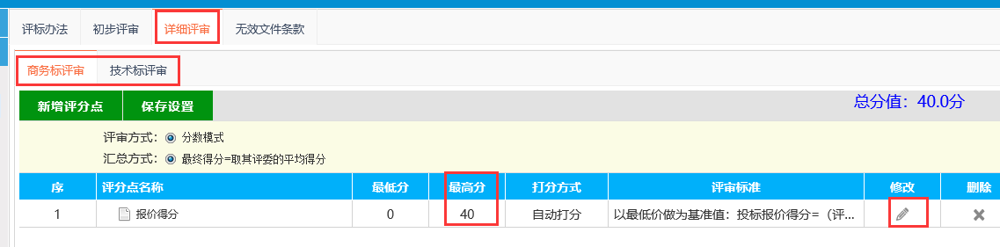 评标办法 初步评审 详细评审 无效文件条款
商务标评审 技术标评审
新增评分点 保存设置 总分值：40.0分
评审方式： 分数模式
汇总方式： 最终得分=取其评委的平均得分
序 评分点名称 最低分 最高分 打分方式 评审标准 修改 删除
1 报价得分 0 40 自动打分 以最低价做为基准值：投标报价得分=（评...